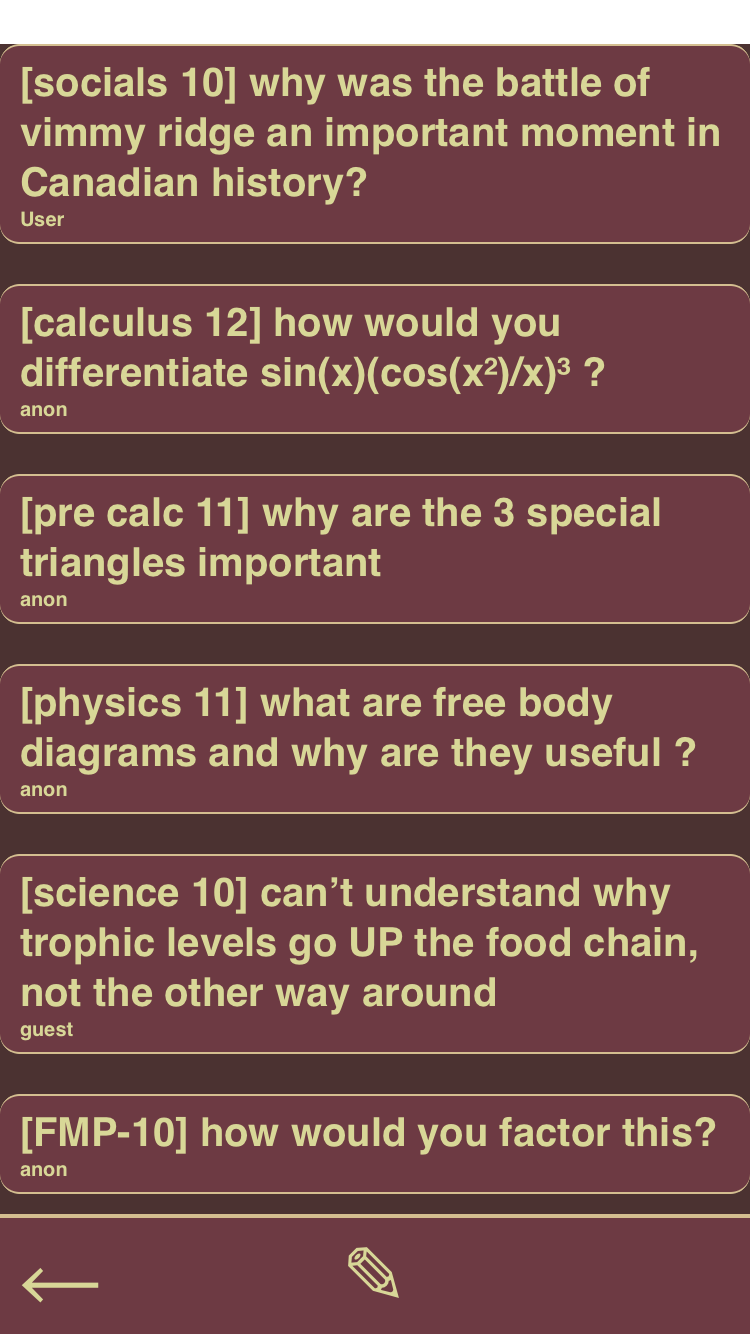 [socials 10] why was the battle of
vimmy ridge an important moment in
Canadian history?
User
[calculus 12] how would you
differentiate sin(x)(cos(x²)/x)³ ?
anon
[pre calc 11] why are the 3 special
triangles important
anon
[physics 11] what are free body
diagrams and why are they useful ?
anon
[science 10] can’t understand why
trophic levels go UP the food chain,
not the other way around
guest
[FMP-10] how would you factor this?
anon